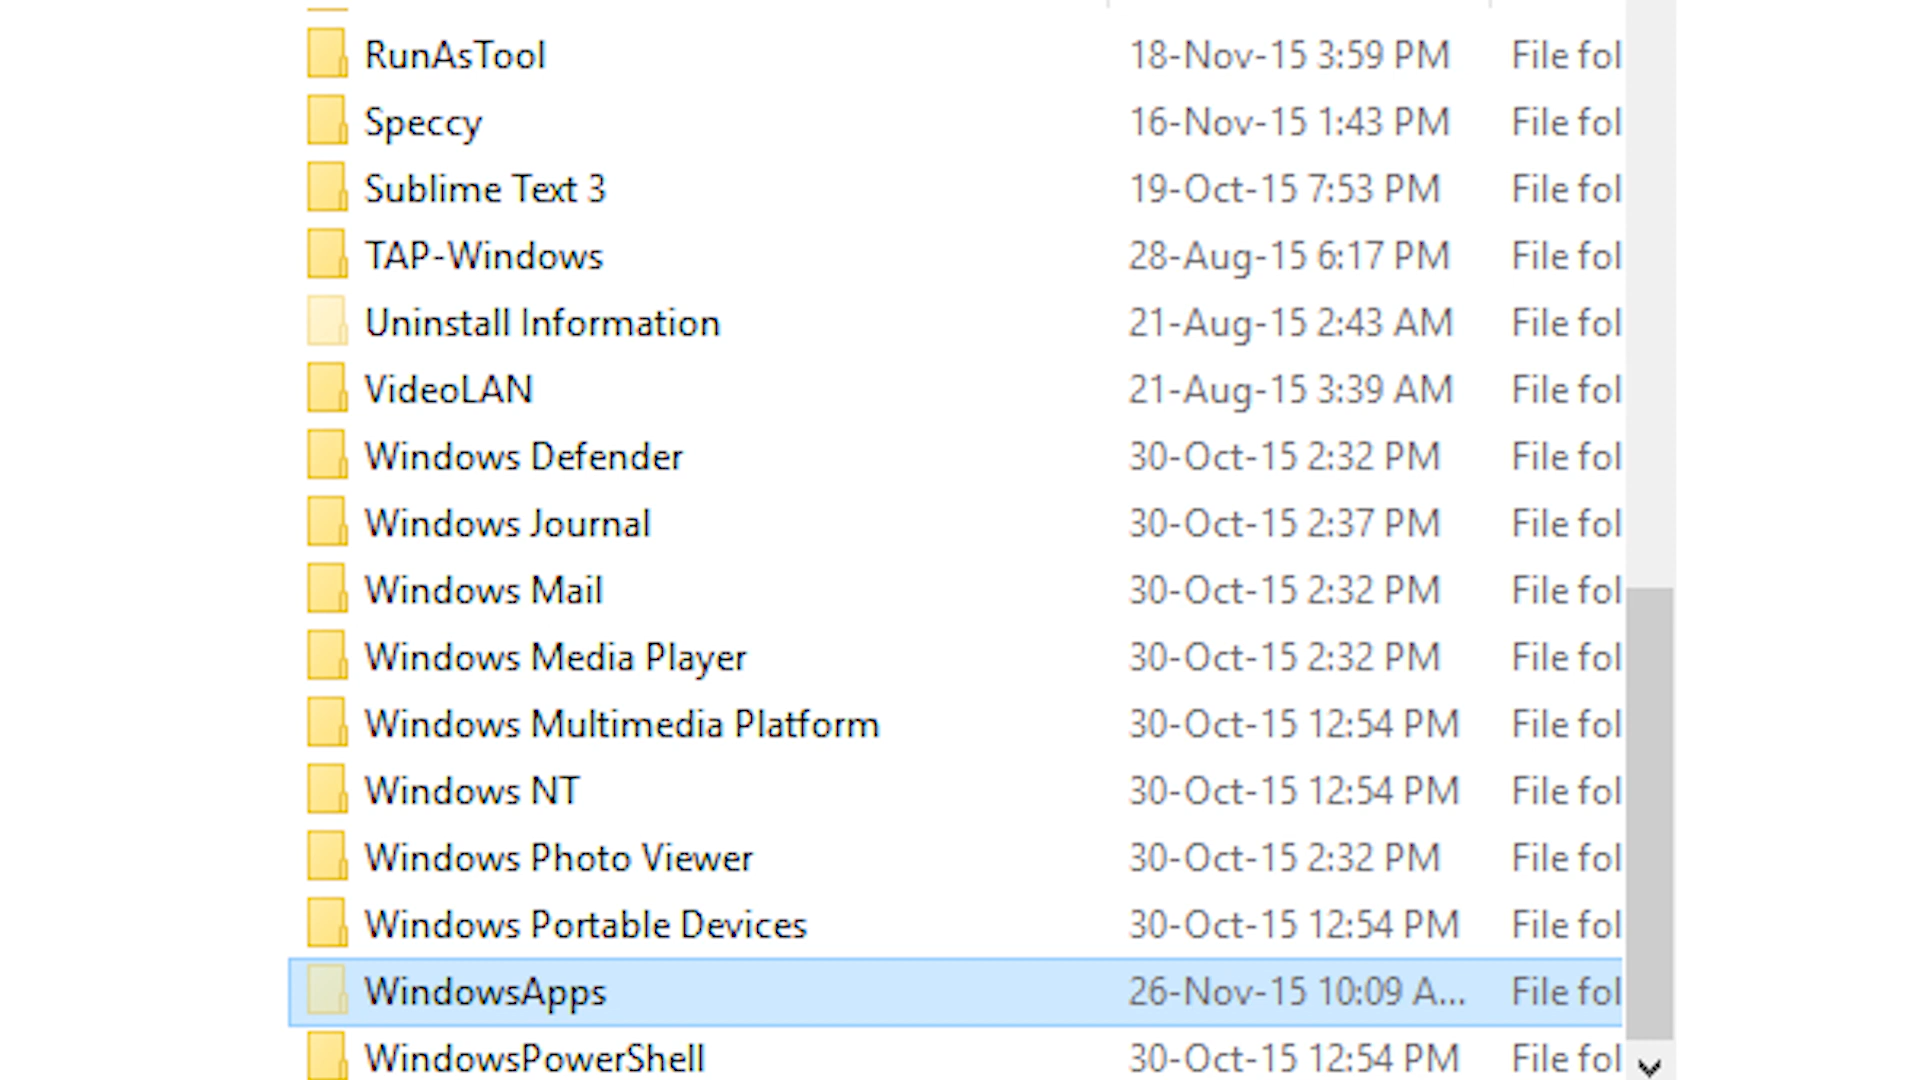 RunAsTool 18-Nov-15 3:59 PM File fol
Speccy 16-Nov-15 1:43 PM File fol
Sublime Text 3 19-Oct-15 7:53 PM File fol
TAP-Windows 28-Aug-15 6:17 PM File fol
Uninstall Information 21-Aug-15 2:43 AM File fol
VideoLAN 21-Aug-15 3:39 AM File fol
Windows Defender 30-Oct-15 2:32 PM File fol
Windows Journal 30-Oct-15 2:37 PM File fol
Windows Mail 30-Oct-15 2:32 PM File fol
Windows Media Player 30-Oct-15 2:32 PM File fol
Windows Multimedia Platform 30-Oct-15 12:54 PM File fol
Windows NT 30-Oct-15 12:54 PM File fol
Windows Photo Viewer 30-Oct-15 2:32 PM File fol
Windows Portable Devices 30-Oct-15 12:54 PM File fol
WindowsApps 26-Nov-15 10:09 A... File fol
WindowsPowerShell 30-Oct-15 12:54 PM File fol